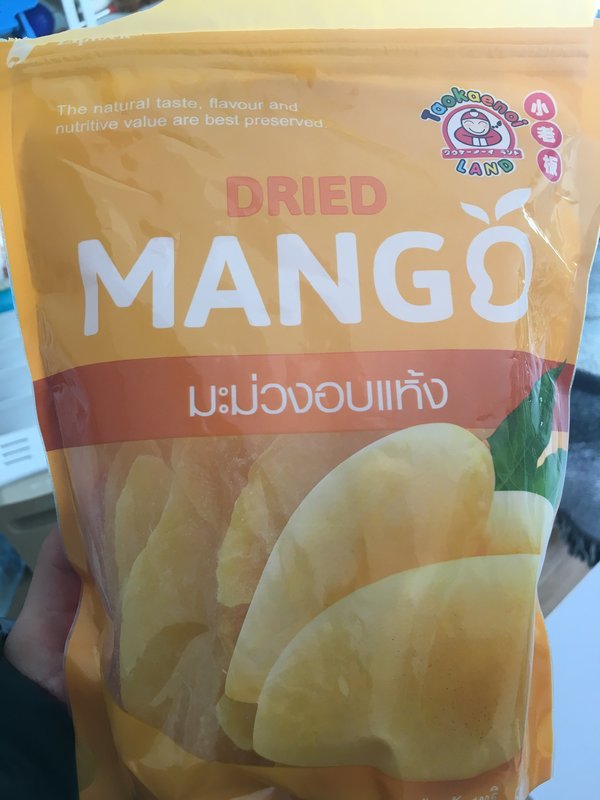 The natural taste, flavour and
nutritive value are best preserved.
Taokaenoi
LAND
小老板
DRIED
MANGO
มะม่วงอบแห้ง